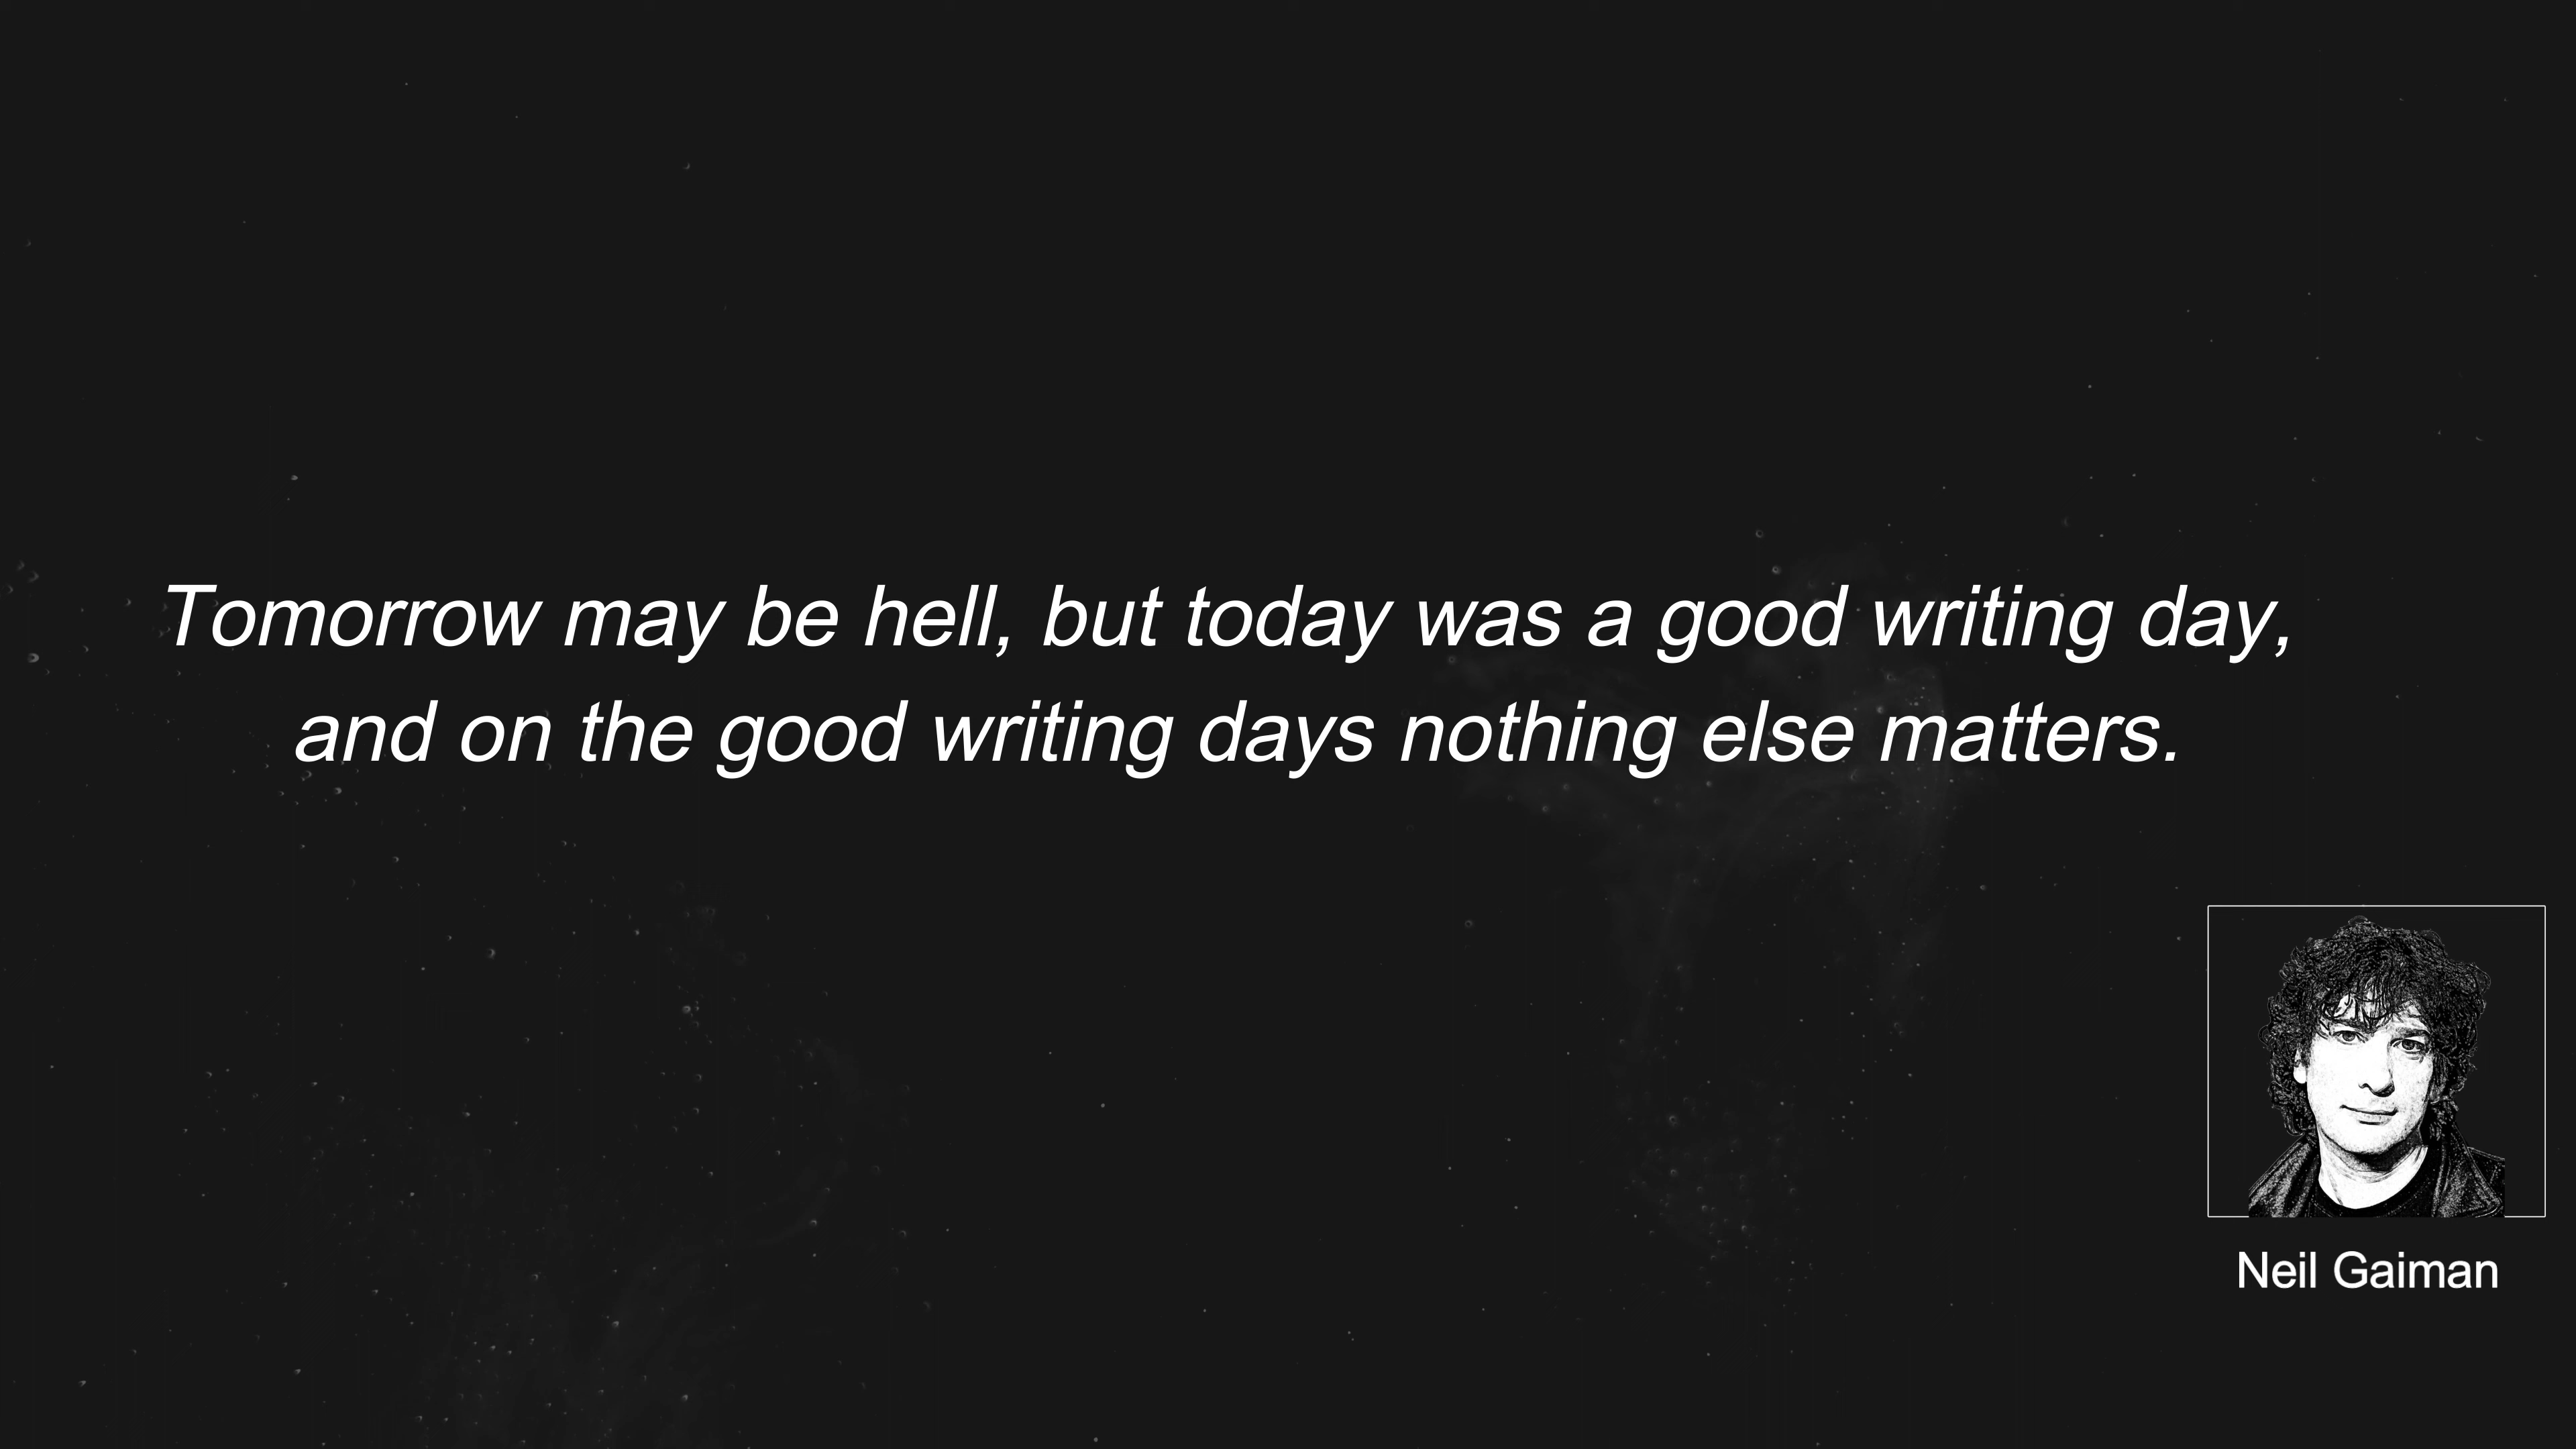 Tomorrow may be hell, but today was a good writing day,
and on the good writing days nothing else matters.
Neil Gaiman